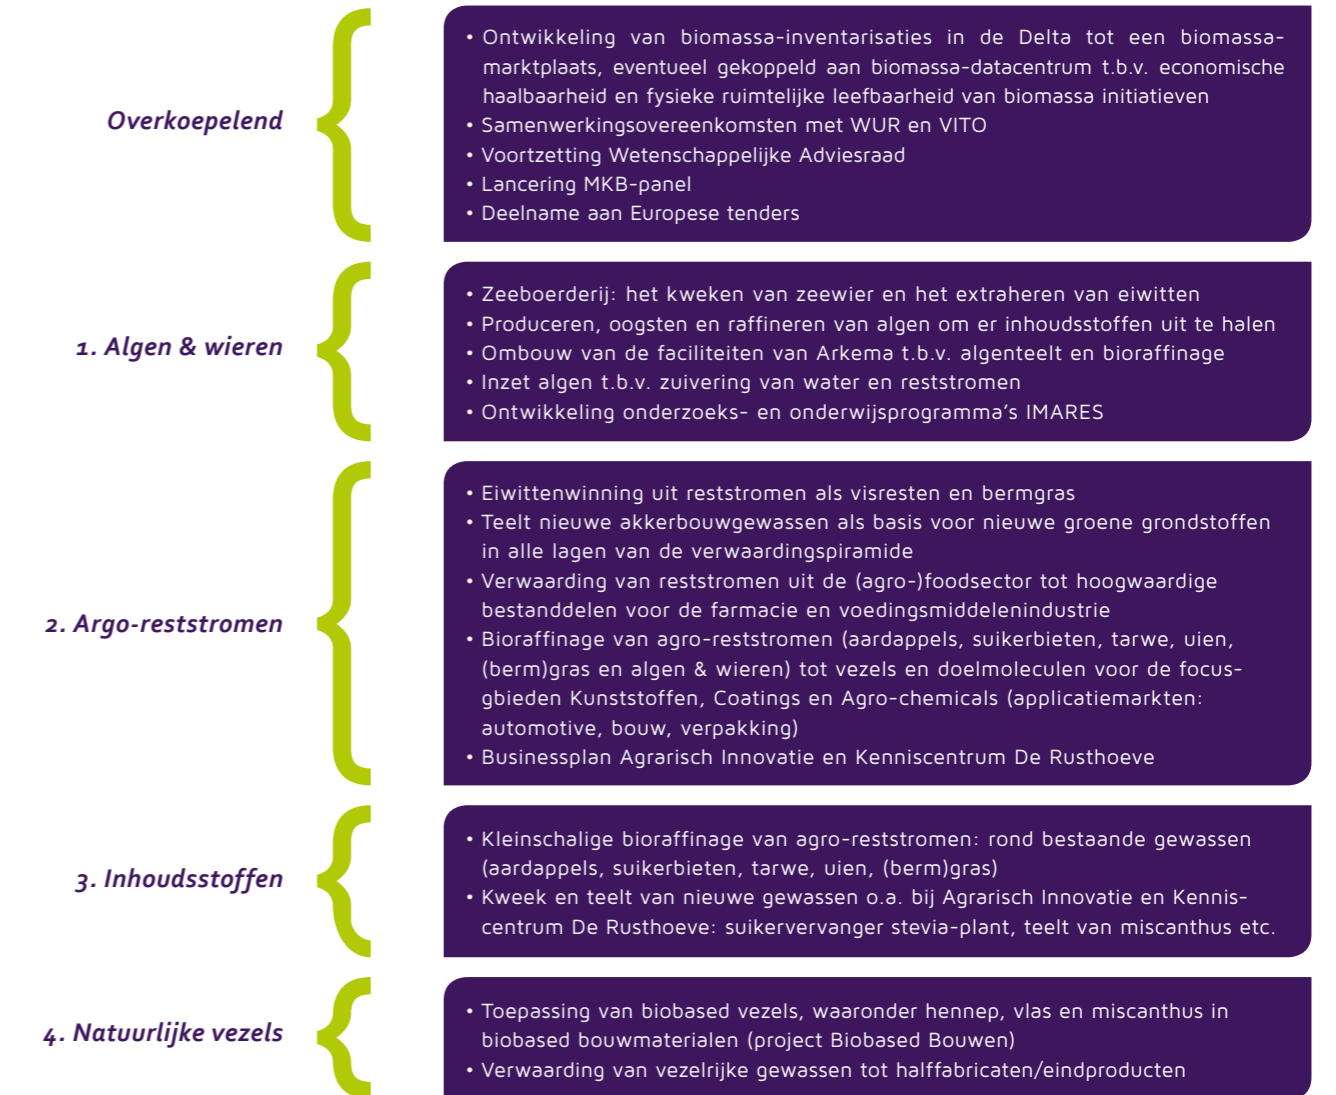 Overkoepelend
• Ontwikkeling van biomassa-inventarisaties in de Delta tot een biomassa-
marktplaats, eventueel gekoppeld aan biomassa-datacentrum t.b.v. economische
haalbaarheid en fysieke ruimtelijke leefbaarheid van biomassa initiatieven
• Samenwerkingsovereenkomsten met WUR en VITO
• Voortzetting Wetenschappelijke Adviesraad
• Lancering MKB-panel
• Deelname aan Europese tenders
1. Algen & wieren
• Zeeboerderij: het kweken van zeewier en het extraheren van eiwitten
• Produceren, oogsten en raffineren van algen om er inhoudsstoffen uit te halen
• Ombouw van de faciliteiten van Arkema t.b.v. algenteelt en bioraffinage
• Inzet algen t.b.v. zuivering van water en reststromen
• Ontwikkeling onderzoeks- en onderwijsprogramma's IMARES
2. Argo-reststromen
• Eiwittenwinning uit reststromen als visresten en bermgras
• Teelt nieuwe akkerbouwgewassen als basis voor nieuwe groene grondstoffen
in alle lagen van de verwaardingspiramide
• Verwaarding van reststromen uit de (agro-)foodsector tot hoogwaardige
bestanddelen voor de farmacie en voedingsmiddelenindustrie
• Bioraffinage van agro-reststromen (aardappels, suikerbieten, tarwe, uien,
(berm)gras en algen & wieren) tot vezels en doelmoleculen voor de focus-
gbieden Kunststoffen, Coatings en Agro-chemicals (applicatiemarkten:
automotive, bouw, verpakking)
• Businessplan Agrarisch Innovatie en Kenniscentrum De Rusthoeve
3. Inhoudsstoffen
• Kleinschalige bioraffinage van agro-reststromen: rond bestaande gewassen
(aardappels, suikerbieten, tarwe, uien, (berm)gras)
• Kweek en teelt van nieuwe gewassen o.a. bij Agrarisch Innovatie en Kennis-
centrum De Rusthoeve: suikervervanger stevia-plant, teelt van miscanthus etc.
4. Natuurlijke vezels
• Toepassing van biobased vezels, waaronder hennep, vlas en miscanthus in
biobased bouwmaterialen (project Biobased Bouwen)
• Verwaarding van vezelrijke gewassen tot halffabricaten/eindproducten